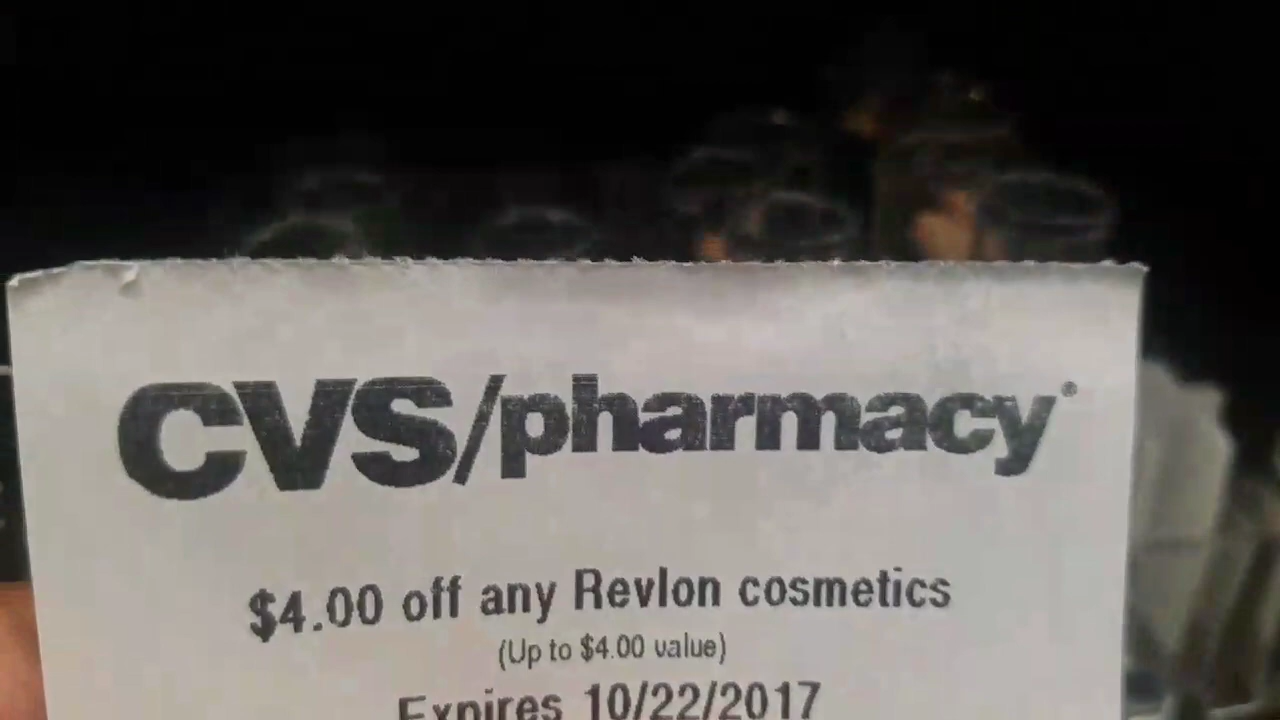 CVS/pharmacy®
$4.00 off any Revlon cosmetics
(Up to $4.00 value)
Expires 10/22/2017